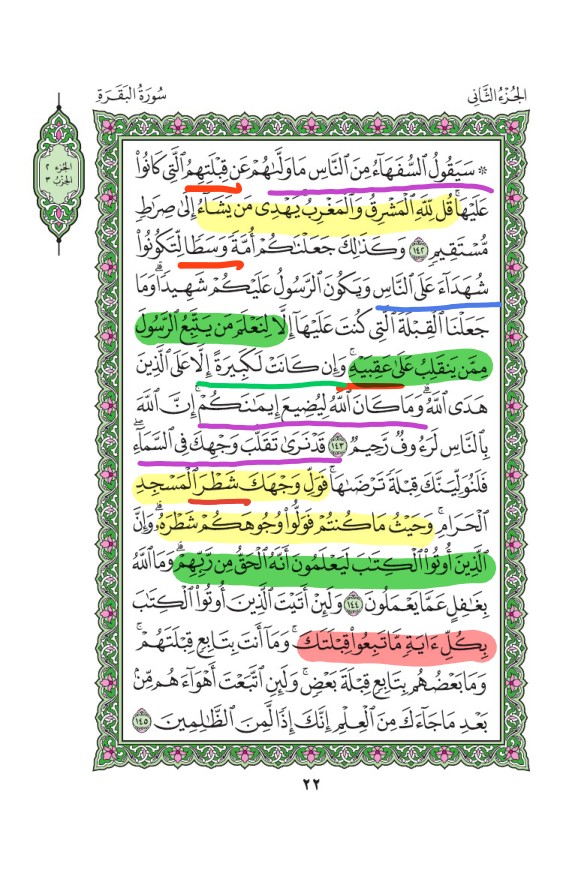 سُورَةُ البَقَرَةِ الجُزْءُ الثَّانِي
الجزء ٢
الحزب ٣
۞ سَيَقُولُ ٱلسُّفَهَآءُ مِنَ ٱلنَّاسِ مَا وَلَّىٰهُمْ عَن قِبْلَتِهِمُ ٱلَّتِى كَانُوا۟
عَلَيْهَا ۚ قُل لِّلَّهِ ٱلْمَشْرِقُ وَٱلْمَغْرِبُ ۚ يَهْدِى مَن يَشَآءُ إِلَىٰ صِرَٰطٍ
مُّسْتَقِيمٍ ١٤٢ وَكَذَٰلِكَ جَعَلْنَٰكُمْ أُمَّةً وَسَطًا لِّتَكُونُوا۟
شُهَدَآءَ عَلَى ٱلنَّاسِ وَيَكُونَ ٱلرَّسُولُ عَلَيْكُمْ شَهِيدًا ۗ وَمَا
جَعَلْنَا ٱلْقِبْلَةَ ٱلَّتِى كُنتَ عَلَيْهَآ إِلَّا لِنَعْلَمَ مَن يَتَّبِعُ ٱلرَّسُولَ
مِمَّن يَنقَلِبُ عَلَىٰ عَقِبَيْهِ ۚ وَإِن كَانَتْ لَكَبِيرَةً إِلَّا عَلَى ٱلَّذِينَ
هَدَى ٱللَّهُ ۗ وَمَا كَانَ ٱللَّهُ لِيُضِيعَ إِيمَٰنَكُمْ ۚ إِنَّ ٱللَّهَ
بِٱلنَّاسِ لَرَءُوفٌ رَّحِيمٌ ١٤٣ قَدْ نَرَىٰ تَقَلُّبَ وَجْهِكَ فِى ٱلسَّمَآءِ ۖ
فَلَنُوَلِّيَنَّكَ قِبْلَةً تَرْضَىٰهَا ۚ فَوَلِّ وَجْهَكَ شَطْرَ ٱلْمَسْجِدِ
ٱلْحَرَامِ ۚ وَحَيْثُ مَا كُنتُمْ فَوَلُّوا۟ وُجُوهَكُمْ شَطْرَهُۥ ۗ وَإِنَّ
ٱلَّذِينَ أُوتُوا۟ ٱلْكِتَٰبَ لَيَعْلَمُونَ أَنَّهُ ٱلْحَقُّ مِن رَّبِّهِمْ ۗ وَمَا ٱللَّهُ
بِغَٰفِلٍ عَمَّا يَعْمَلُونَ ١٤٤ وَلَئِنْ أَتَيْتَ ٱلَّذِينَ أُوتُوا۟ ٱلْكِتَٰبَ
بِكُلِّ ءَايَةٍ مَّا تَبِعُوا۟ قِبْلَتَكَ ۚ وَمَآ أَنتَ بِتَابِعٍ قِبْلَتَهُمْ ۚ
وَمَا بَعْضُهُم بِتَابِعٍ قِبْلَةَ بَعْضٍ ۚ وَلَئِنِ ٱتَّبَعْتَ أَهْوَآءَهُم مِّنۢ
بَعْدِ مَا جَآءَكَ مِنَ ٱلْعِلْمِ ۙ إِنَّكَ إِذًا لَّمِنَ ٱلظَّٰلِمِينَ ١٤٥
٢٢